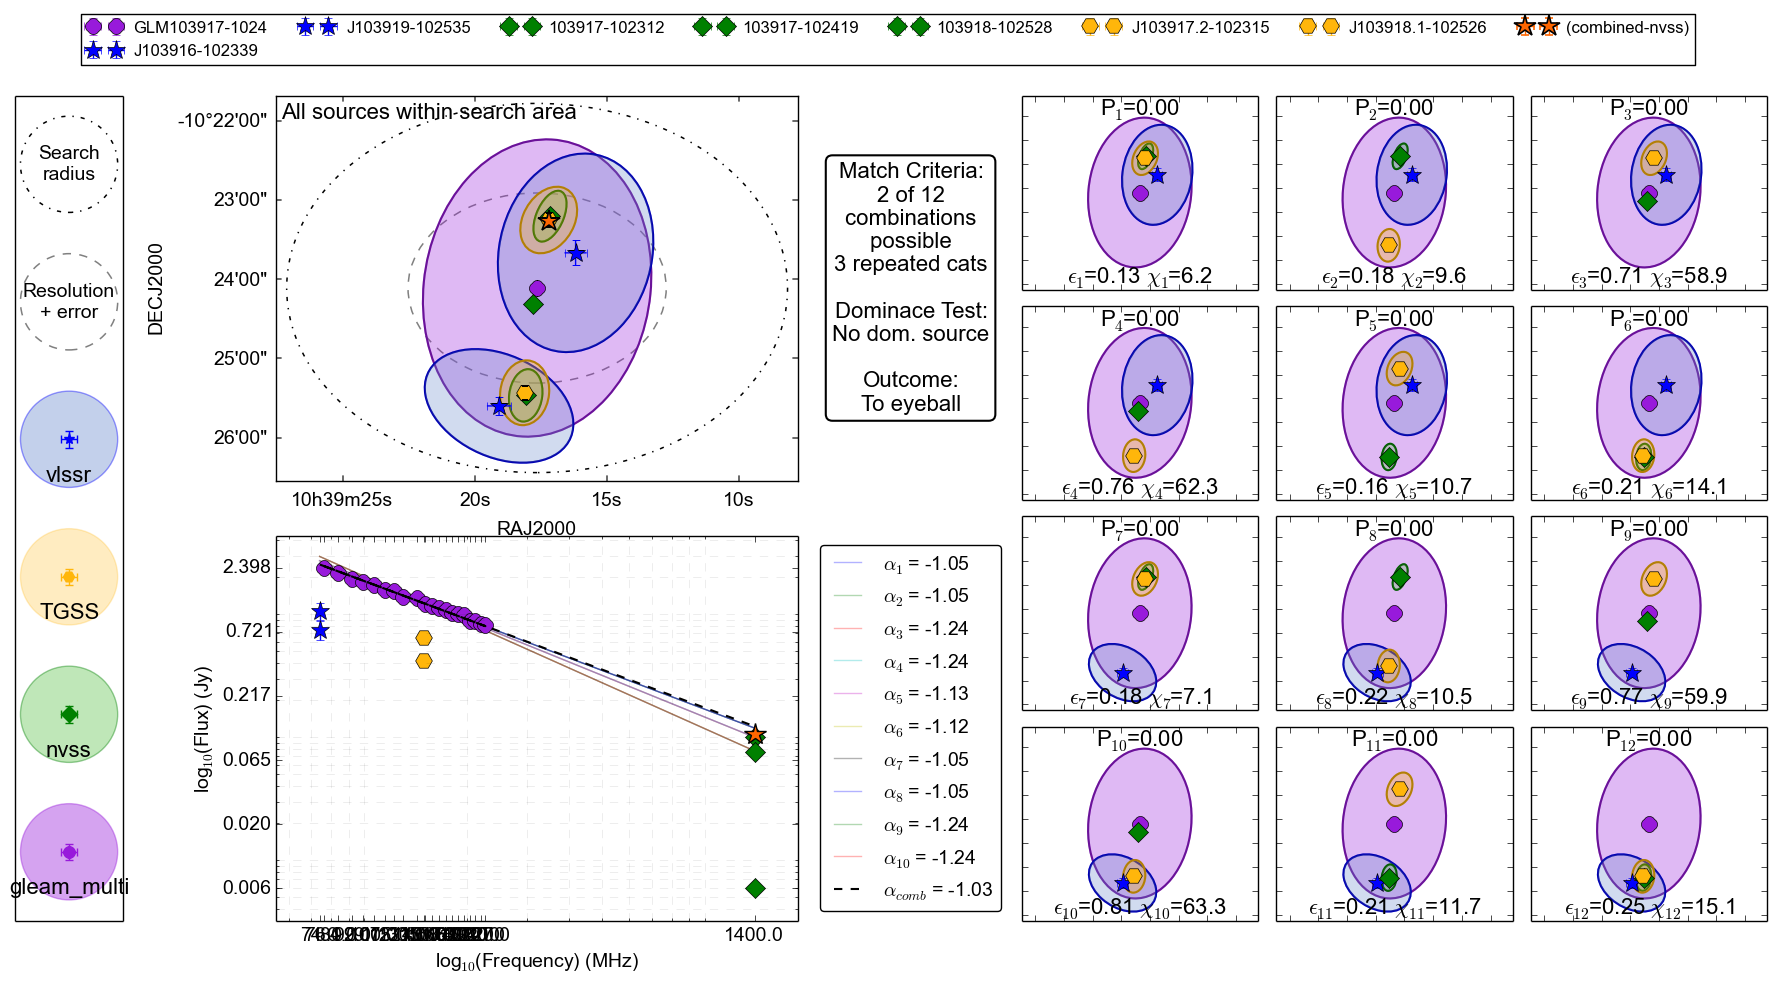 GLM103917-1024 J103919-102535 103917-102312 103917-102419 103918-102528 J103917.2-102315 J103918.1-102526 (combined-nvss)
J103916-102339
Search
radius
Resolution
+ error
vlssr
TGSS
nvss
gleam_multi
All sources within search area
DECJ2000
-10°22'00"
23'00"
24'00"
25'00"
26'00"
10h39m25s 20s 15s 10s
RAJ2000
Match Criteria:
2 of 12
combinations
possible
3 repeated cats
Dominace Test:
No dom. source
Outcome:
To eyeball
log10(Flux) (Jy)
2.398
0.721
0.217
0.065
0.020
0.006
1400.0
log10(Frequency) (MHz)
α1 = -1.05
α2 = -1.05
α3 = -1.24
α4 = -1.24
α5 = -1.13
α6 = -1.12
α7 = -1.05
α8 = -1.05
α9 = -1.24
α10 = -1.24
αcomb = -1.03
P1=0.00 P2=0.00 P3=0.00
ϵ1=0.13 χ1=6.2 ϵ2=0.18 χ2=9.6 ϵ3=0.71 χ3=58.9
P4=0.00 P5=0.00 P6=0.00
ϵ4=0.76 χ4=62.3 ϵ5=0.16 χ5=10.7 ϵ6=0.21 χ6=14.1
P7=0.00 P8=0.00 P9=0.00
ϵ7=0.18 χ7=7.1 ϵ8=0.22 χ8=10.5 ϵ9=0.77 χ9=59.9
P10=0.00 P11=0.00 P12=0.00
ϵ10=0.81 χ10=63.3 ϵ11=0.21 χ11=11.7 ϵ12=0.25 χ12=15.1